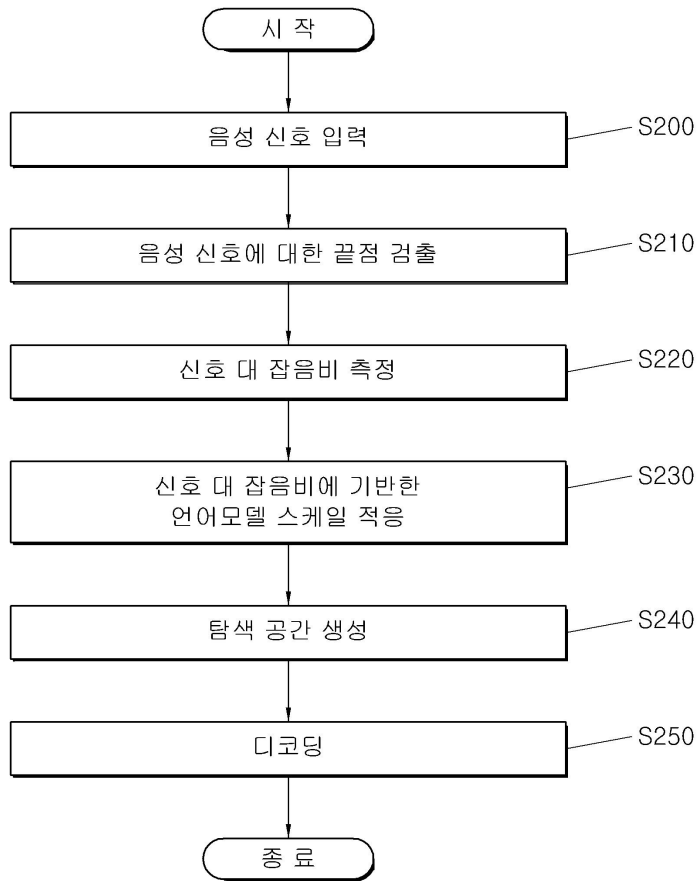 시 작
음성 신호 입력
S200
음성 신호에 대한 끝점 검출
S210
신호 대 잡음비 측정
S220
신호 대 잡음비에 기반한
언어모델 스케일 적응
S230
탐색 공간 생성
S240
디코딩
S250
종 료